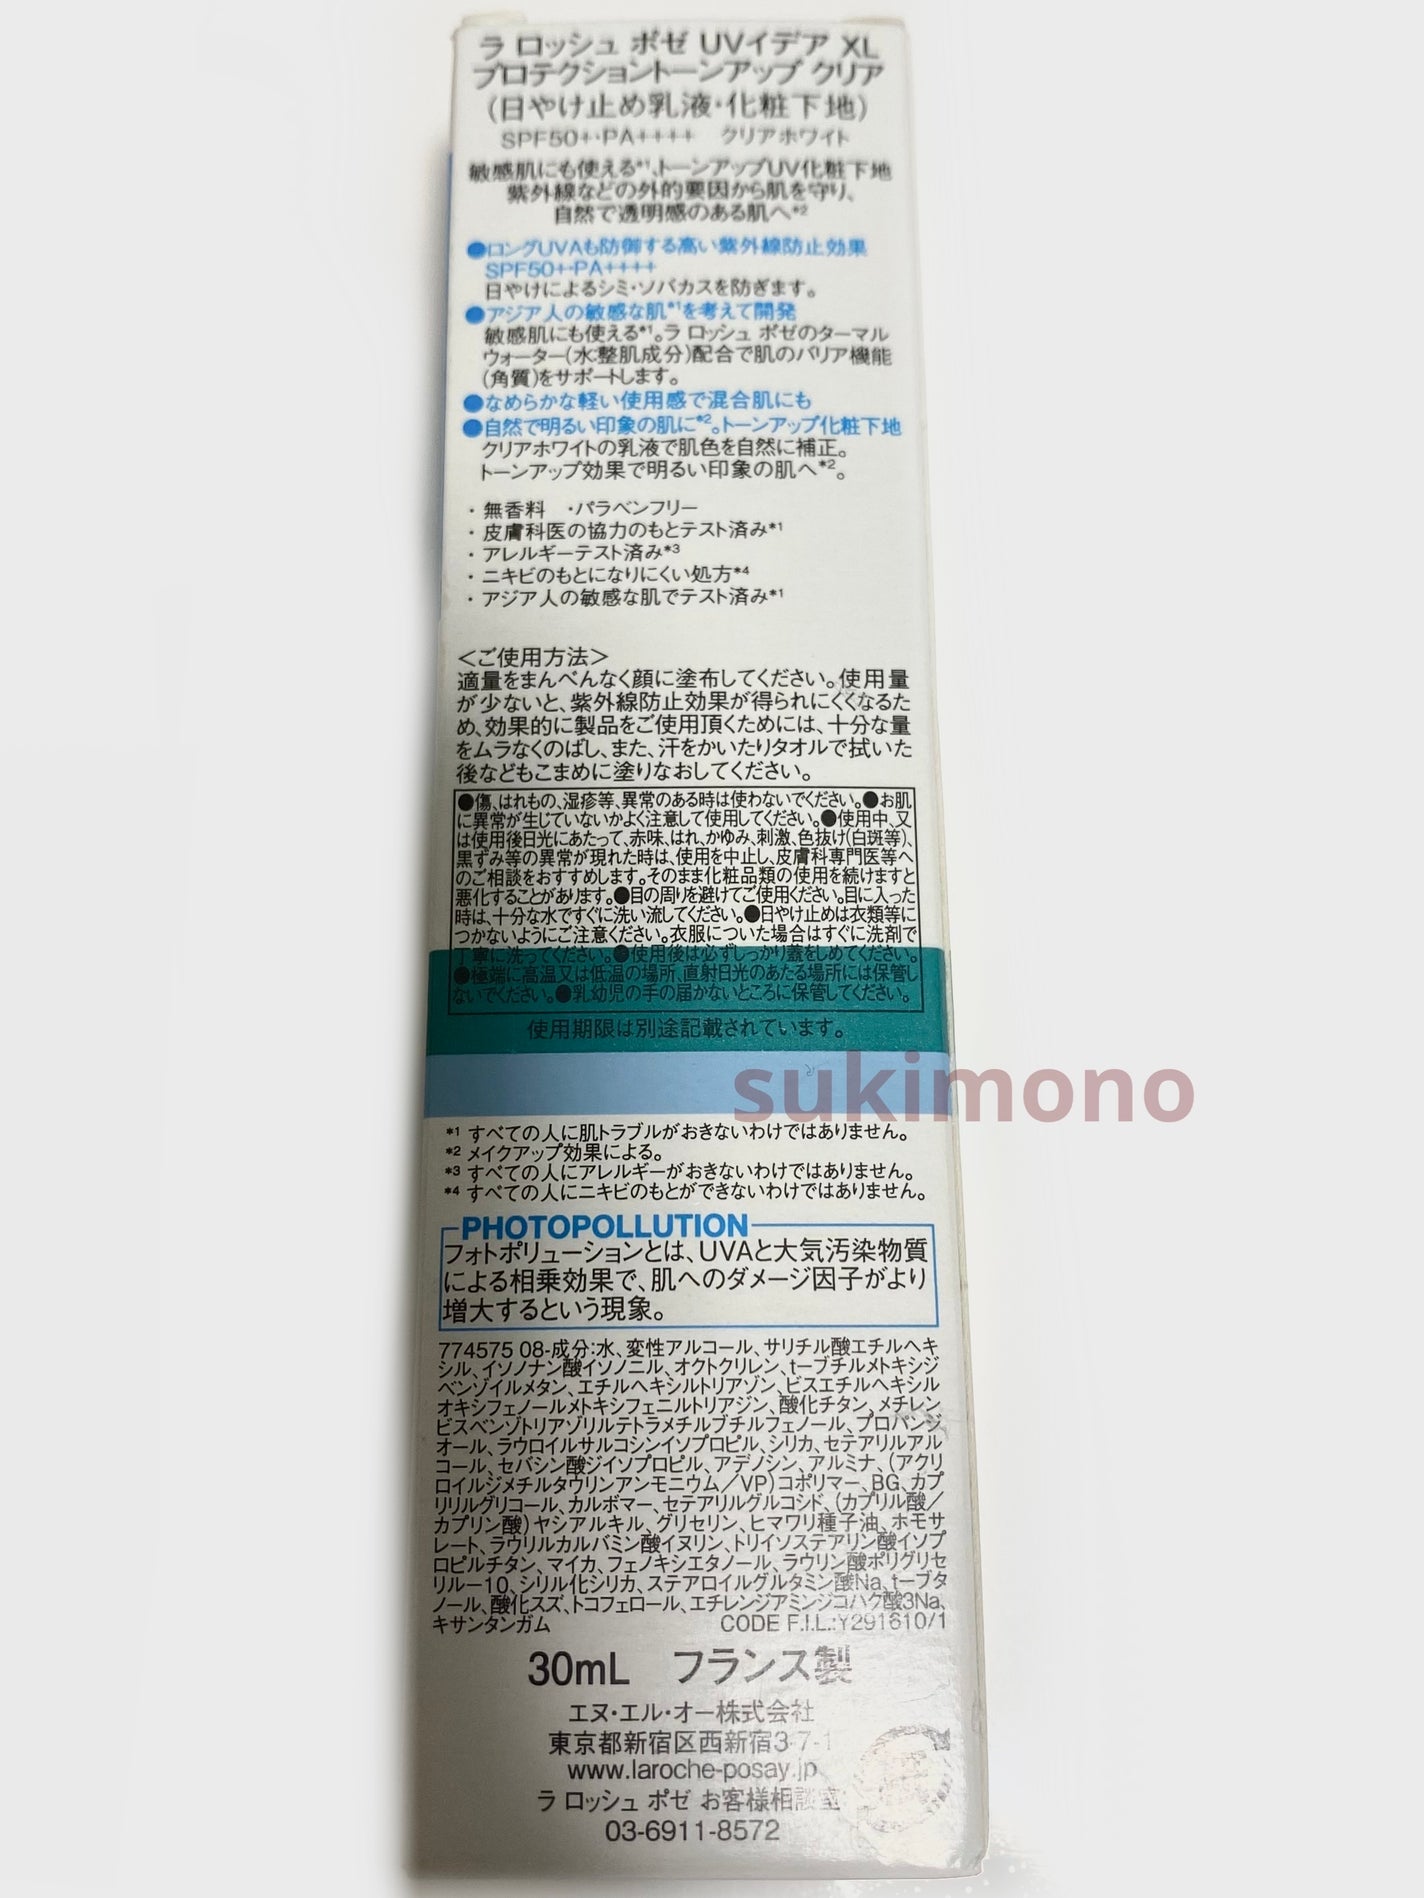 ラ ロッシュ ポゼ UVイデア XL
プロテクショントーンアップ クリア
(日やけ止め乳液・化粧下地)
SPF50+・PA++++ クリアホワイト
敏感肌にも使える*1、トーンアップUV化粧下地
紫外線などの外的要因から肌を守り、
自然で透明感のある肌へ*2
●ロングUVAも防御する高い紫外線防止効果
SPF50+・PA++++
日やけによるシミ・ソバカスを防ぎます。
●アジア人の敏感な肌*1を考えて開発
敏感肌にも使える*1。ラ ロッシュ ポゼのターマル
ウォーター(水:整肌成分)配合で肌のバリア機能
(角質)をサポートします。
●なめらかな軽い使用感で混合肌にも
●自然で明るい印象の肌に*2。トーンアップ化粧下地
クリアホワイトの乳液で肌色を自然に補正。
トーンアップ効果で明るい印象の肌へ*2。
・無香料 ・パラベンフリー
・皮膚科医の協力のもとテスト済み*1
・アレルギーテスト済み*3
・ニキビのもとになりにくい処方*4
・アジア人の敏感な肌でテスト済み*1
<ご使用方法>
適量をまんべんなく顔に塗布してください。使用量
が少ないと、紫外線防止効果が得られにくくなるた
め、効果的に製品をご使用頂くためには、十分な量
をムラなくのばし、また、汗をかいたりタオルで拭いた
後などもこまめに塗りなおしてください。
●傷、はれもの、湿疹等、異常のある時は使わないでください。●お肌
に異常が生じていないかよく注意して使用してください。●使用中、又
は使用後日光にあたって、赤味、はれ、かゆみ、刺激、色抜け(白斑等)、
黒ずみ等の異常が現れた時は、使用を中止し、皮膚科専門医等へ
のご相談をおすすめします。そのまま化粧品類の使用を続けますと
悪化することがあります。●目の周りを避けてご使用ください。目に入った
時は、十分な水ですぐに洗い流してください。●日やけ止めは衣類等に
つかないようにご注意ください。衣服についた場合はすぐに洗剤で
丁寧に洗ってください。●使用後は必ずしっかり蓋をしめてください。
●極端に高温又は低温の場所、直射日光のあたる場所には保管し
ないでください。●乳幼児の手の届かないところに保管してください。
使用期限は別途記載されています。
sukimono
*1 すべての人に肌トラブルがおきないわけではありません。
*2 メイクアップ効果による。
*3 すべての人にアレルギーがおきないわけではありません。
*4 すべての人にニキビのもとができないわけではありません。
PHOTOPOLLUTION
フォトポリューションとは、UVAと大気汚染物質
による相乗効果で、肌へのダメージ因子がより
増大するという現象。
774575 08-成分:水、変性アルコール、サリチル酸エチルヘキ
シル、イソノナン酸イソノニル、オクトクリレン、t-ブチルメトキシジ
ベンゾイルメタン、エチルヘキシルトリアゾン、ビスエチルヘキシル
オキシフェノールメトキシフェニルトリアジン、酸化チタン、メチレン
ビスベンゾトリアゾリルテトラメチルブチルフェノール、プロパンジ
オール、ラウロイルサルコシンイソプロピル、シリカ、セテアリルアル
コール、セバシン酸ジイソプロピル、アデノシン、アルミナ、(アクリ
ロイルジメチルタウリンアンモニウム/VP)コポリマー、BG、カプ
リリルグリコール、カルボマー、セテアリルグルコシド、(カプリル酸/
カプリン酸)ヤシアルキル、グリセリン、ヒマワリ種子油、ホモサ
レート、ラウリルカルバミン酸イヌリン、トリイソステアリン酸イソプ
ロピルチタン、マイカ、フェノキシエタノール、ラウリン酸ポリグリセ
リル-10、シリル化シリカ、ステアロイルグルタミン酸Na、t-ブタ
ノール、酸化スズ、トコフェロール、エチレンジアミンジコハク酸3Na、
キサンタンガム CODE F.I.L.:Y291610/1
30mL フランス製
エヌ・エル・オー株式会社
東京都新宿区西新宿3-7-1
www.laroche-posay.jp
ラ ロッシュ ポゼ お客様相談室
03-6911-8572